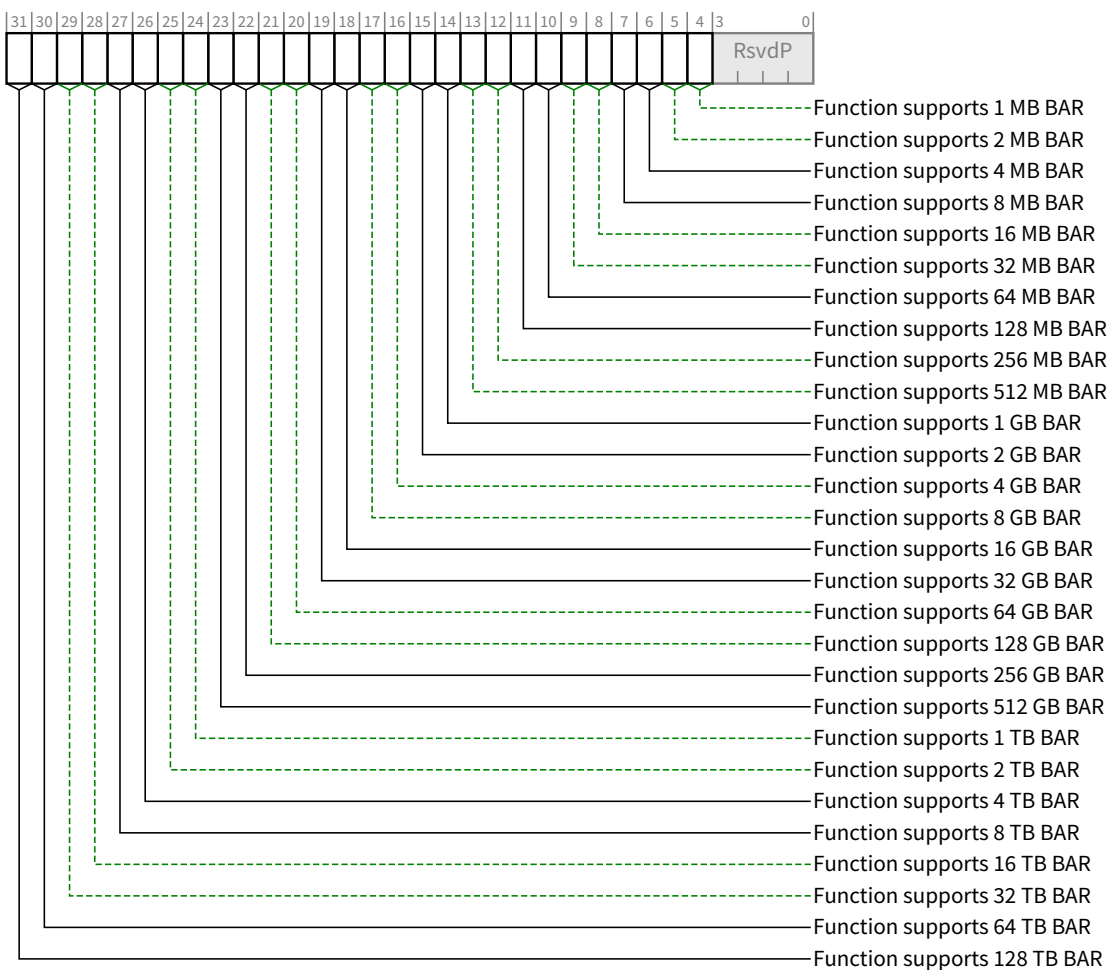 31 30 29 28 27 26 25 24 23 22 21 20 19 18 17 16 15 14 13 12 11 10 9 8 7 6 5 4 3 0
RsvdP
Function supports 1 MB BAR
Function supports 2 MB BAR
Function supports 4 MB BAR
Function supports 8 MB BAR
Function supports 16 MB BAR
Function supports 32 MB BAR
Function supports 64 MB BAR
Function supports 128 MB BAR
Function supports 256 MB BAR
Function supports 512 MB BAR
Function supports 1 GB BAR
Function supports 2 GB BAR
Function supports 4 GB BAR
Function supports 8 GB BAR
Function supports 16 GB BAR
Function supports 32 GB BAR
Function supports 64 GB BAR
Function supports 128 GB BAR
Function supports 256 GB BAR
Function supports 512 GB BAR
Function supports 1 TB BAR
Function supports 2 TB BAR
Function supports 4 TB BAR
Function supports 8 TB BAR
Function supports 16 TB BAR
Function supports 32 TB BAR
Function supports 64 TB BAR
Function supports 128 TB BAR